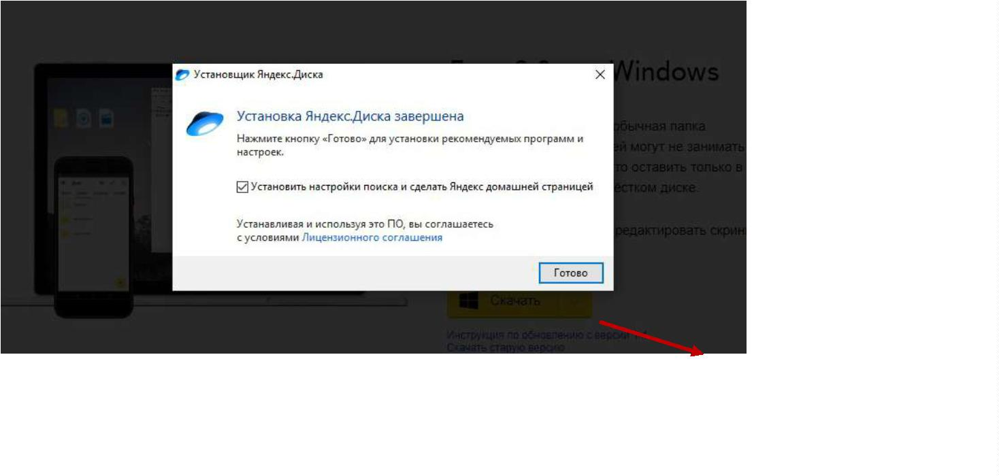 Windows
Установщик Яндекс.Диска
Установка Яндекс.Диска завершена
Нажмите кнопку «Готово» для установки рекомендуемых программ и
настроек.
Установить настройки поиска и сделать Яндекс домашней страницей
Устанавливая и используя это ПО, вы соглашаетесь
с условиями Лицензионного соглашения
Готово
обычная папка
ей могут не занимать
то оставить только в
ёстком диске.
редактировать скрин
Скачать
Инструкция по обновлению с версии 1.4
Скачать старую версию